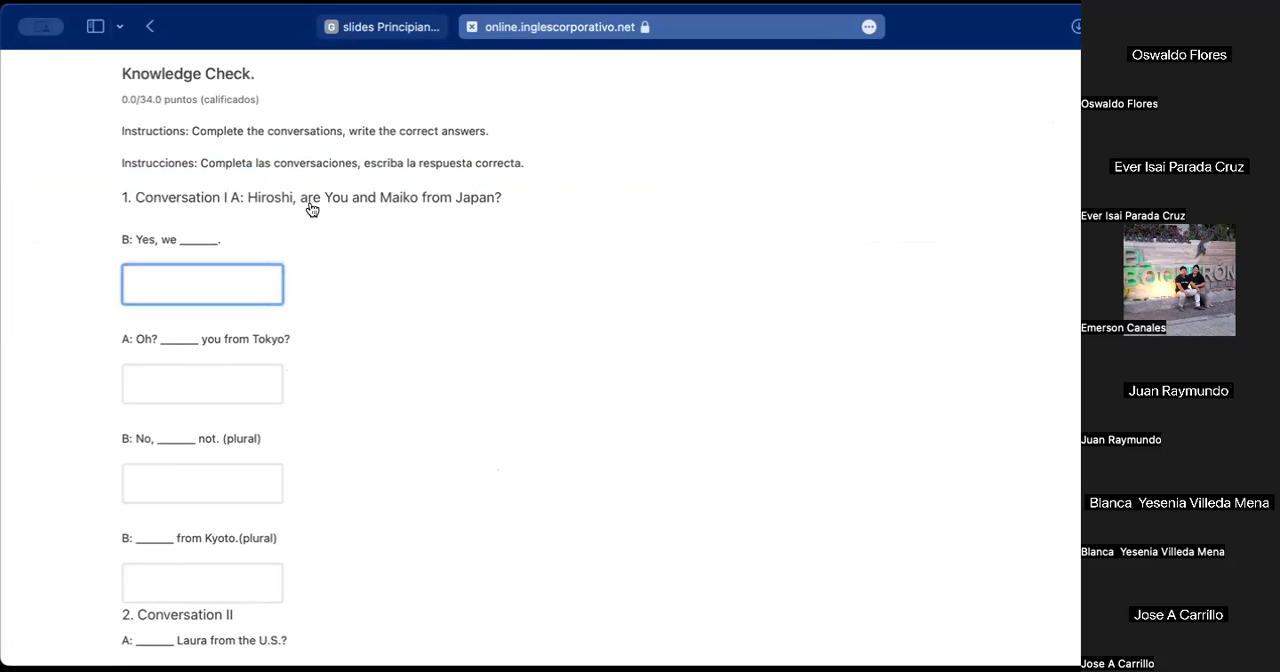 slides Principian...
online.inglescorporativo.net
Knowledge Check.
0.0/34.0 puntos (calificados)
Instructions: Complete the conversations, write the correct answers.
Instrucciones: Completa las conversaciones, escriba la respuesta correcta.
1. Conversation I A: Hiroshi, are You and Maiko from Japan?
B: Yes, we ______.
A: Oh? ______ you from Tokyo?
B: No, ______ not. (plural)
B: ______ from Kyoto.(plural)
2. Conversation II
A: ______ Laura from the U.S.?
Oswaldo Flores
Oswaldo Flores
Ever Isai Parada Cruz
Ever Isai Parada Cruz
Emerson Canales
Juan Raymundo
Juan Raymundo
Blanca Yesenia Villeda Mena
Blanca Yesenia Villeda Mena
Jose A Carrillo
Jose A Carrillo